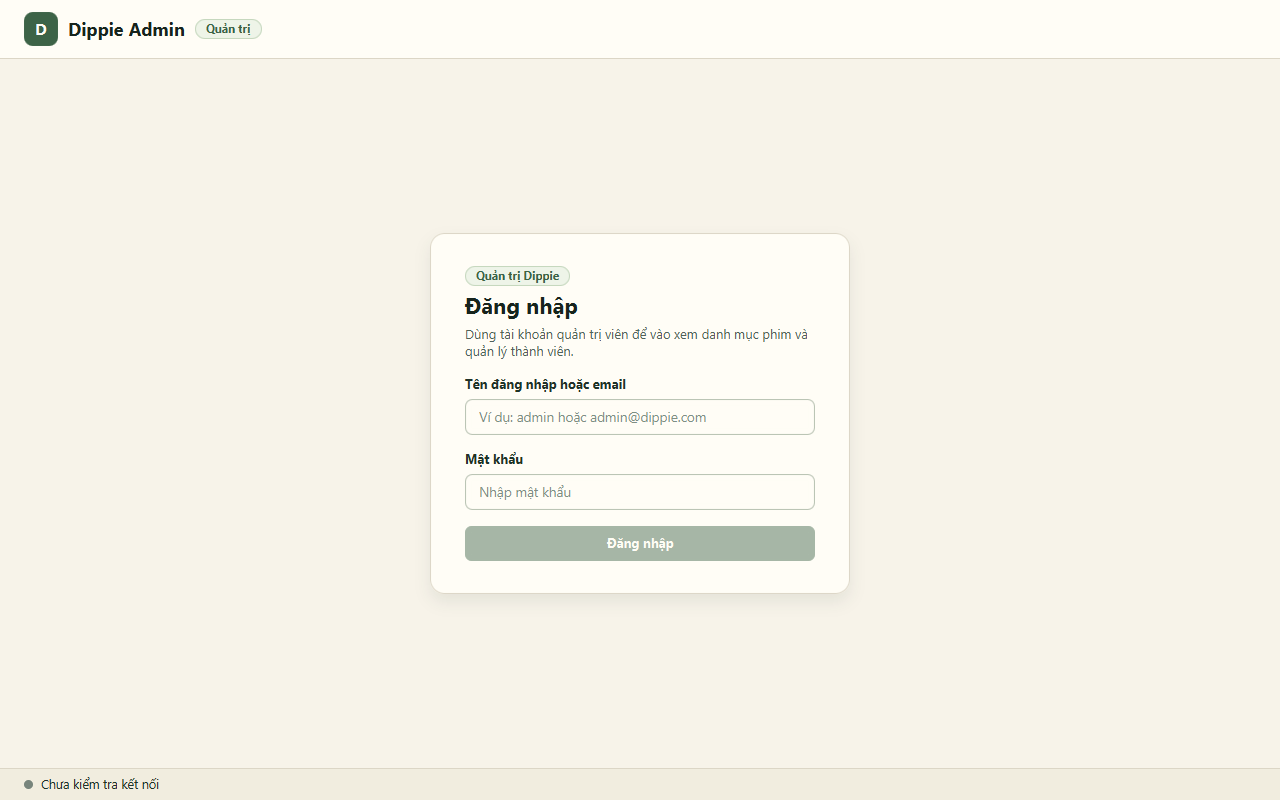 D
Dippie Admin
Quản trị
Quản trị Dippie
Đăng nhập
Dùng tài khoản quản trị viên để vào xem danh mục phim và
quản lý thành viên.
Tên đăng nhập hoặc email
Ví dụ: admin hoặc admin@dippie.com
Mật khẩu
Nhập mật khẩu
Đăng nhập
Chưa kiểm tra kết nối